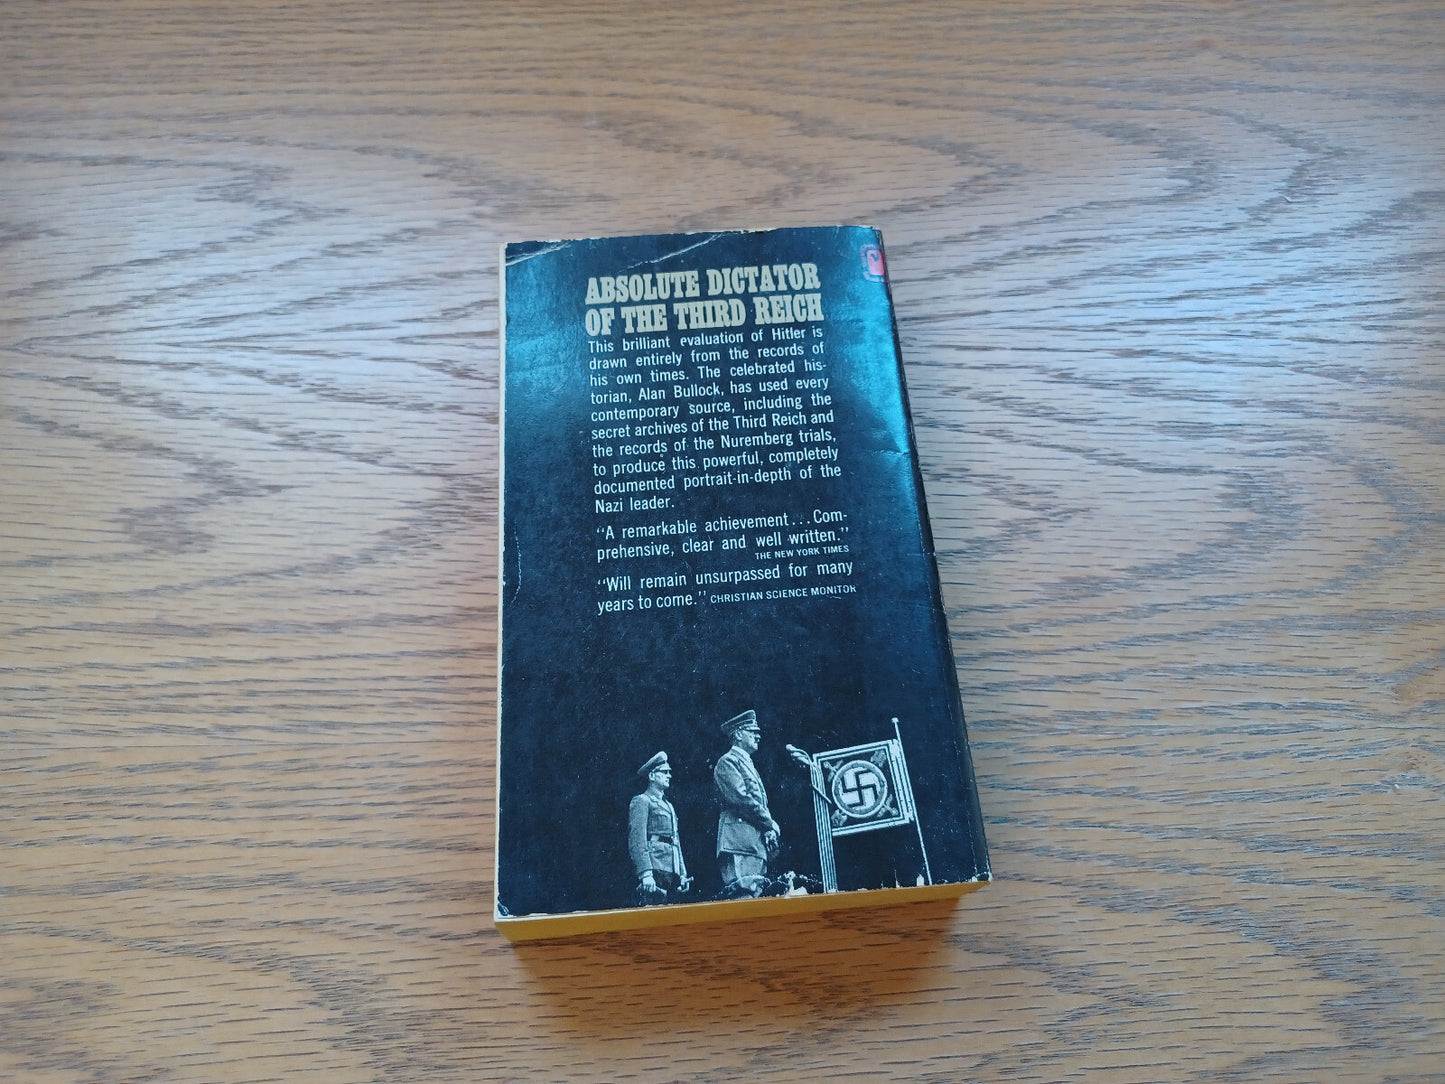 ABSOLUTE DICTATOR
OF THE THIRD REICH
This brilliant evaluation of Hitler is
drawn entirely from the records of
his own times. The celebrated his-
torian, Alan Bullock, has used every
contemporary source, including the
secret archives of the Third Reich and
the records of the Nuremberg trials,
to produce this powerful, completely
documented portrait-in-depth of the
Nazi leader.
"A remarkable achievement... Com-
prehensive, clear and well written."
THE NEW YORK TIMES
"Will remain unsurpassed for many
years to come." CHRISTIAN SCIENCE MONITOR